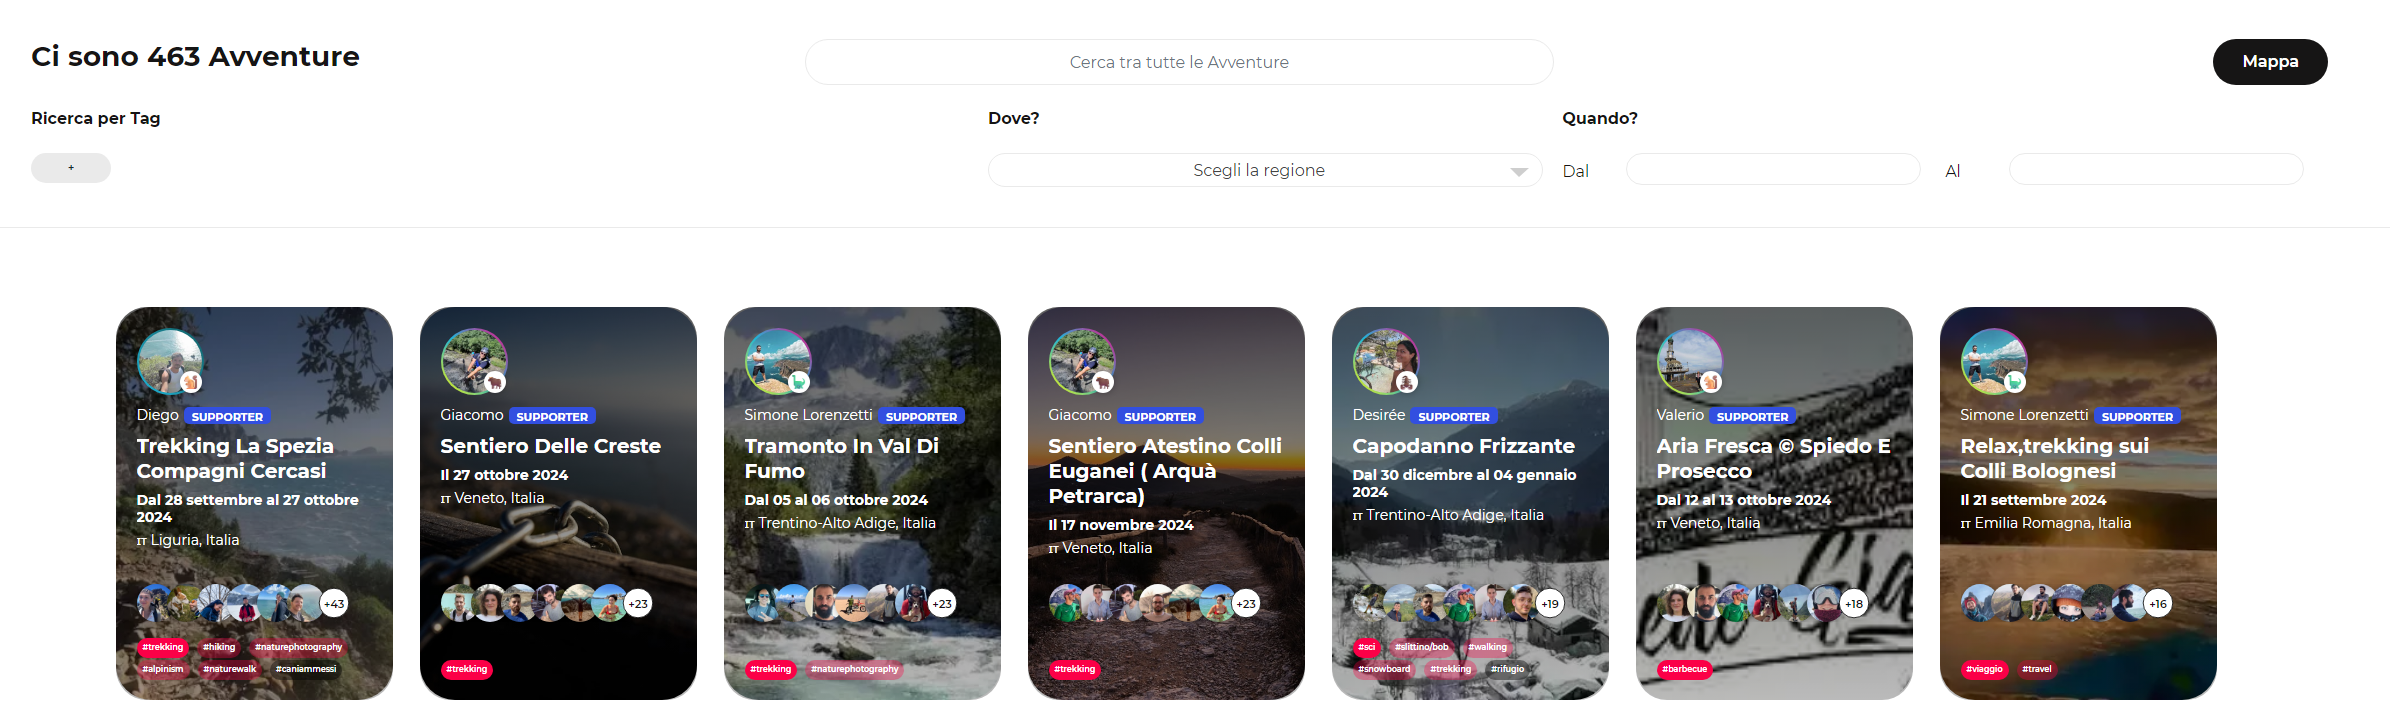 Ci sono 463 Avventure
Cerca tra tutte le Avventure
Mappa
Ricerca per Tag
Dove?
Quando?
+
Scegli la regione
Dal
Al
Diego SUPPORTER
Trekking La Spezia
Compagni Cercasi
Dal 28 settembre al 27 ottobre
2024
IT Liguria, Italia
+43
#trekking #hiking #naturephotography
#alpinism #naturewalk #caniammessi
Giacomo SUPPORTER
Sentiero Delle Creste
Il 27 ottobre 2024
IT Veneto, Italia
+23
#trekking
Simone Lorenzetti SUPPORTER
Tramonto In Val Di
Fumo
Dal 05 al 06 ottobre 2024
IT Trentino-Alto Adige, Italia
+23
#trekking #naturephotography
Giacomo SUPPORTER
Sentiero Atestino Colli
Euganei ( Arquà
Petrarca)
Il 17 novembre 2024
IT Veneto, Italia
+23
#trekking
Desirée SUPPORTER
Capodanno Frizzante
Dal 30 dicembre al 04 gennaio
2024
IT Trentino-Alto Adige, Italia
+19
#sci #slittino/bob #walking
#snowboard #trekking #rifugio
Valerio SUPPORTER
Aria Fresca © Spiedo E
Prosecco
Dal 12 al 13 ottobre 2024
IT Veneto, Italia
+18
#barbecue
Simone Lorenzetti SUPPORTER
Relax,trekking sui
Colli Bolognesi
Il 21 settembre 2024
IT Emilia Romagna, Italia
+16
#viaggio #travel